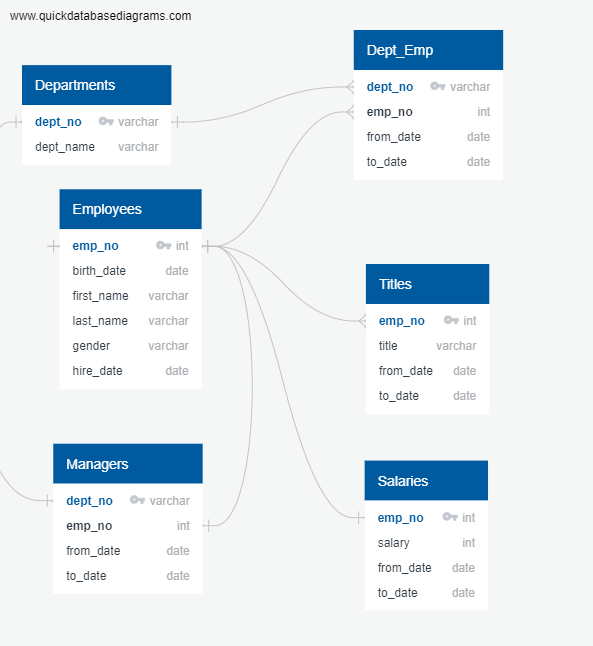 www.quickdatabasediagrams.com
Departments
dept_no varchar
dept_name varchar
Employees
emp_no int
birth_date date
first_name varchar
last_name varchar
gender varchar
hire_date date
Managers
dept_no varchar
emp_no int
from_date date
to_date date
Dept_Emp
dept_no varchar
emp_no int
from_date date
to_date date
Titles
emp_no int
title varchar
from_date date
to_date date
Salaries
emp_no int
salary int
from_date date
to_date date